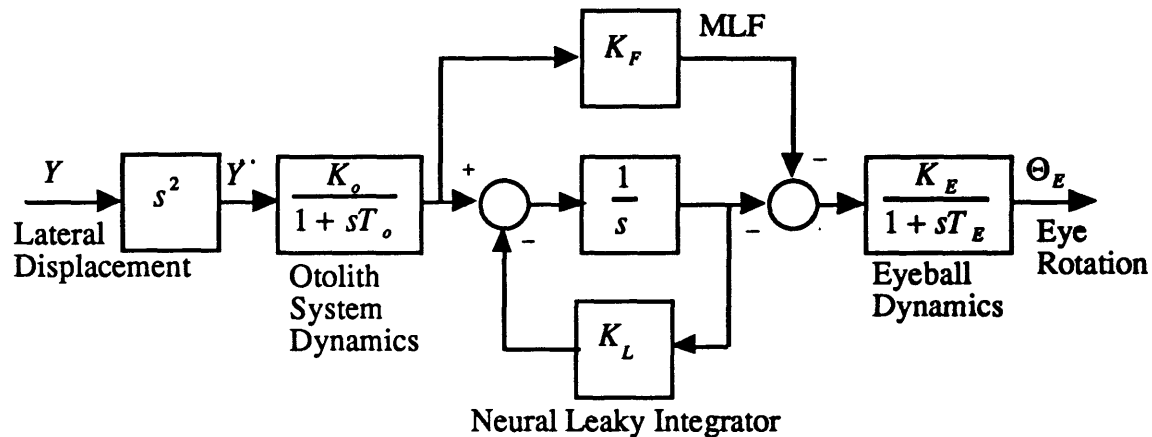 MLF
K_F
Y
s²
Ÿ
K_o
1 + sT_o
+
-
1
s
-
-
K_E
1 + sT_E
Θ_E
Lateral
Displacement
Otolith
System
Dynamics
K_L
Eyeball
Dynamics
Eye
Rotation
Neural Leaky Integrator